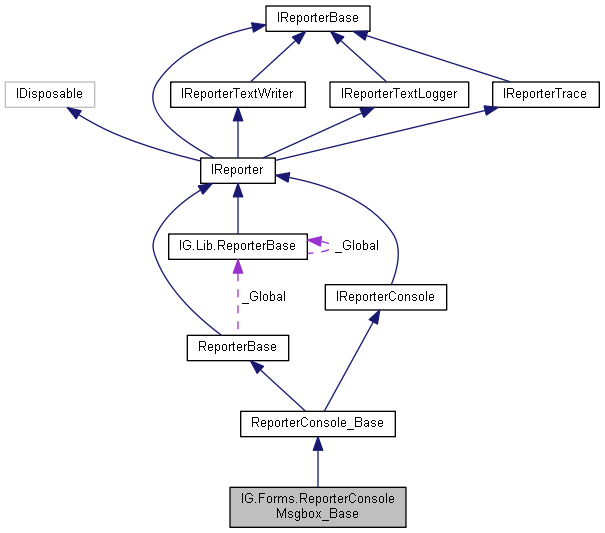 IReporterBase
IDisposable
IReporterTextWriter
IReporterTextLogger
IReporterTrace
IReporter
IG.Lib.ReporterBase
_Global
_Global
IReporterConsole
ReporterBase
ReporterConsole_Base
IG.Forms.ReporterConsole
Msgbox_Base